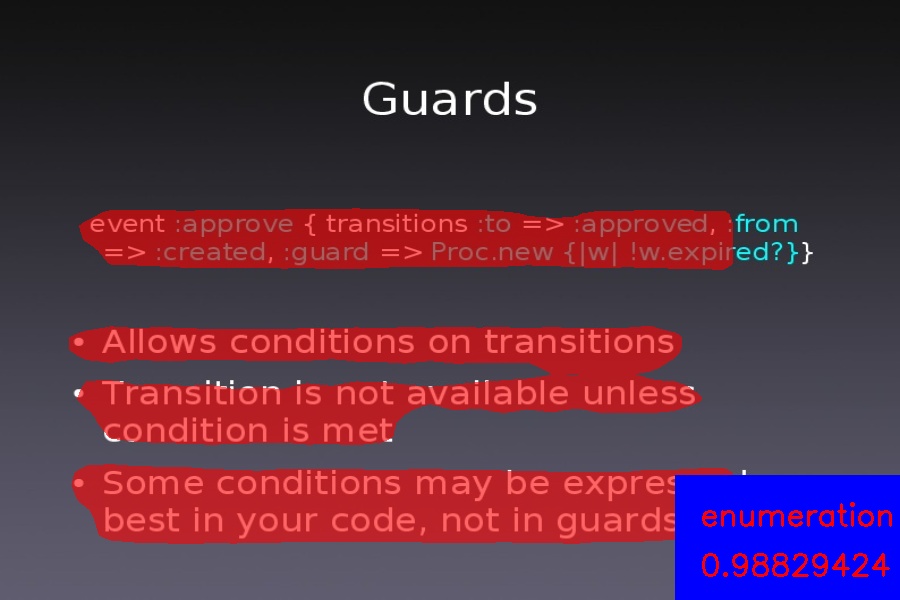 Guards
event :approve { transitions :to => :approved, :from
=> :created, :guard => Proc.new {|w| !w.expired?}}
• Allows conditions on transitions
• Transition is not available unless
condition is met
• Some conditions may be
best in your code, not in guards
enumeration
0.98829424